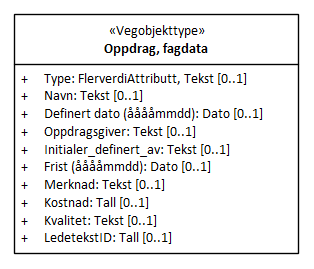 «Vegobjekttype»
Oppdrag, fagdata
+ Type: FlerverdiAttributt, Tekst [0..1]
+ Navn: Tekst [0..1]
+ Definert dato (ååååmmdd): Dato [0..1]
+ Oppdragsgiver: Tekst [0..1]
+ Initialer_definert_av: Tekst [0..1]
+ Frist (ååååmmdd): Dato [0..1]
+ Merknad: Tekst [0..1]
+ Kostnad: Tall [0..1]
+ Kvalitet: Tekst [0..1]
+ LedetekstID: Tall [0..1]